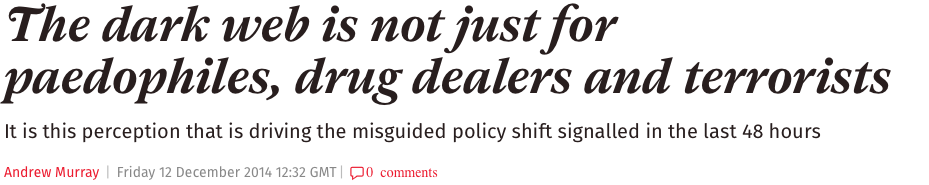 The dark web is not just for
paedophiles, drug dealers and terrorists
It is this perception that is driving the misguided policy shift signalled in the last 48 hours
Andrew Murray | Friday 12 December 2014 12:32 GMT | 0 comments